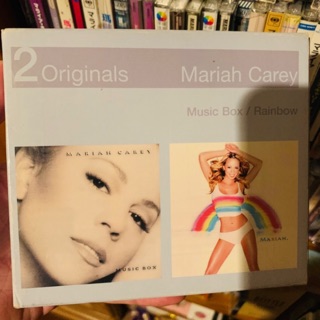 2 Originals Mariah Carey
Music Box / Rainbow
MARIAH CAREY
MUSIC BOX
MARIAH.